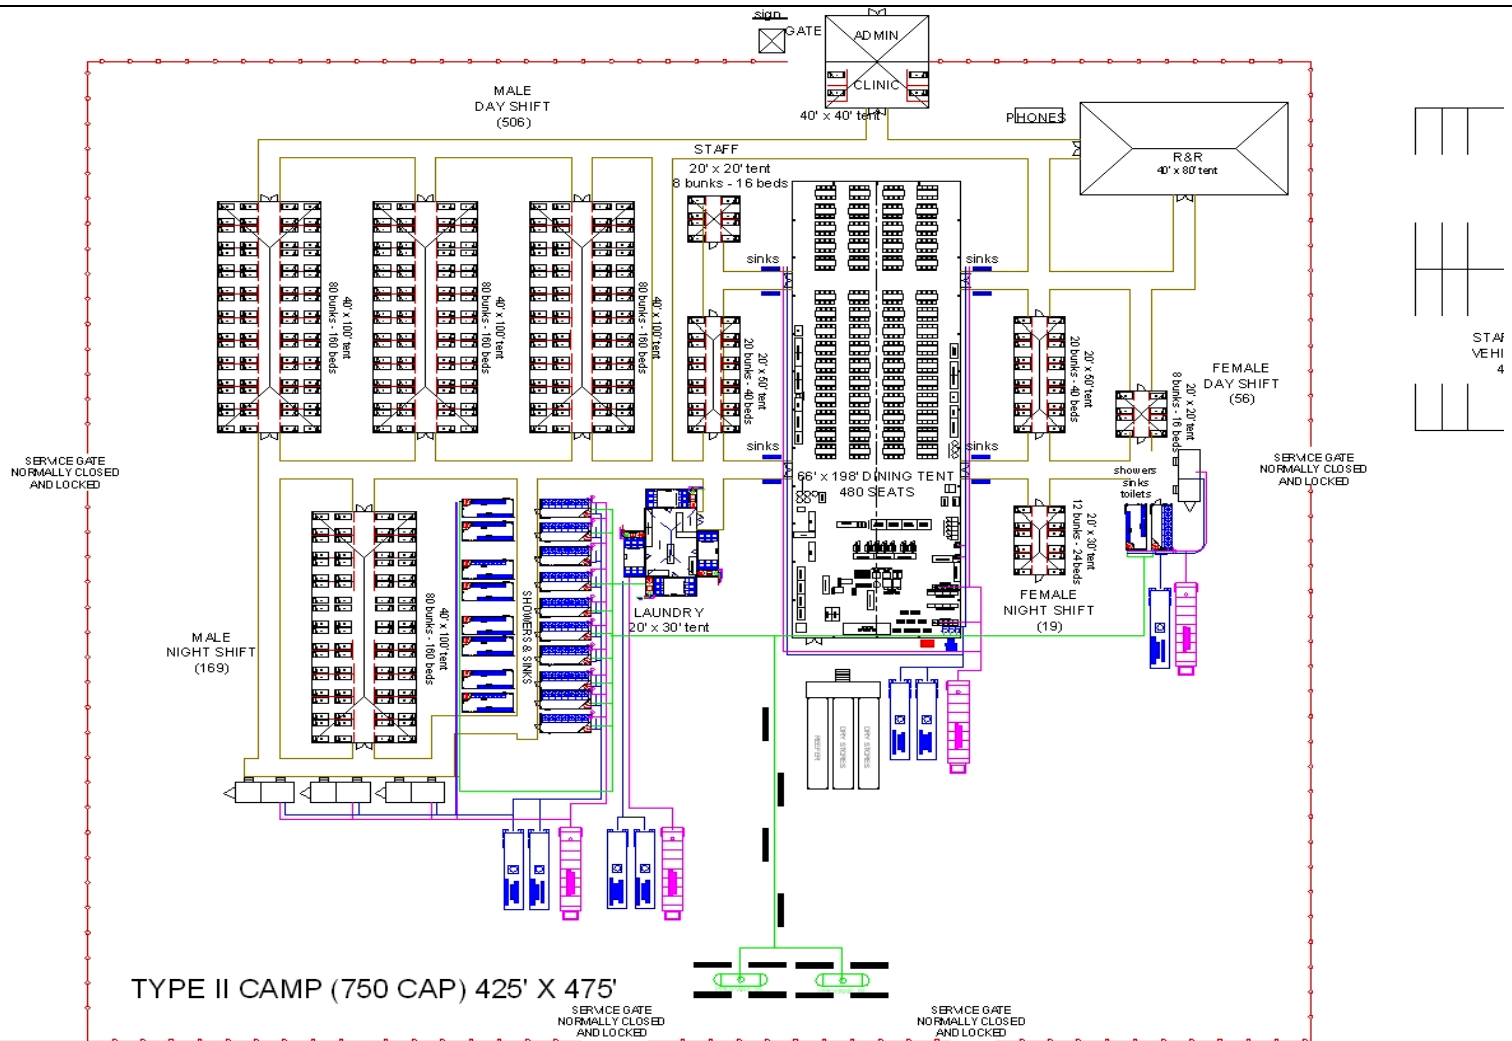 sign
GATE
ADMIN
CLINIC
40' x 40' tent
MALE
DAY SHIFT
(506)
PHONES
R&R
40' x 80' tent
STAFF
20' x 20' tent
8 bunks - 16 beds
sinks
sinks
40' x 100' tent
80 bunks - 160 beds
40' x 100' tent
80 bunks - 160 beds
40' x 100' tent
80 bunks - 160 beds
20' x 50' tent
20 bunks - 40 beds
20' x 50' tent
20 bunks - 40 beds
FEMALE
DAY SHIFT
(56)
20' x 20' tent
8 bunks - 16 beds
sinks
sinks
SERVICE GATE
NORMALLY CLOSED
AND LOCKED
66' x 198' DINING TENT
480 SEATS
showers
sinks
toilets
SERVICE GATE
NORMALLY CLOSED
AND LOCKED
20' x 30' tent
12 bunks - 24 beds
FEMALE
NIGHT SHIFT
(19)
LAUNDRY
20' x 30' tent
SHOWERS & SINKS
MALE
NIGHT SHIFT
(169)
40' x 100' tent
80 bunks - 160 beds
REEFER
DRY STORES
DRY STORES
TYPE II CAMP (750 CAP) 425' X 475'
SERVICE GATE
NORMALLY CLOSED
AND LOCKED
SERVICE GATE
NORMALLY CLOSED
AND LOCKED